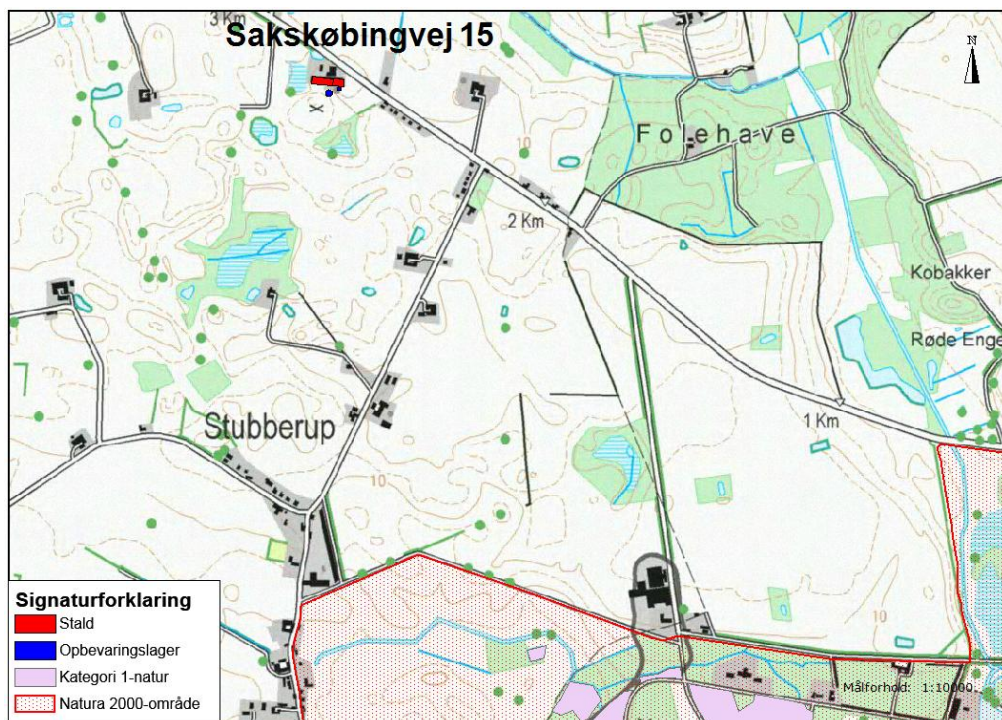 3 Km
Sakskøbingvej 15
N
Folehave
10
2 Km
Kobakker
Røde Enge
1 Km
Stubberup
10
10
Signaturforklaring
Stald
Opbevaringslager
Kategori 1-natur
Natura 2000-område
Målforhold: 1:10000